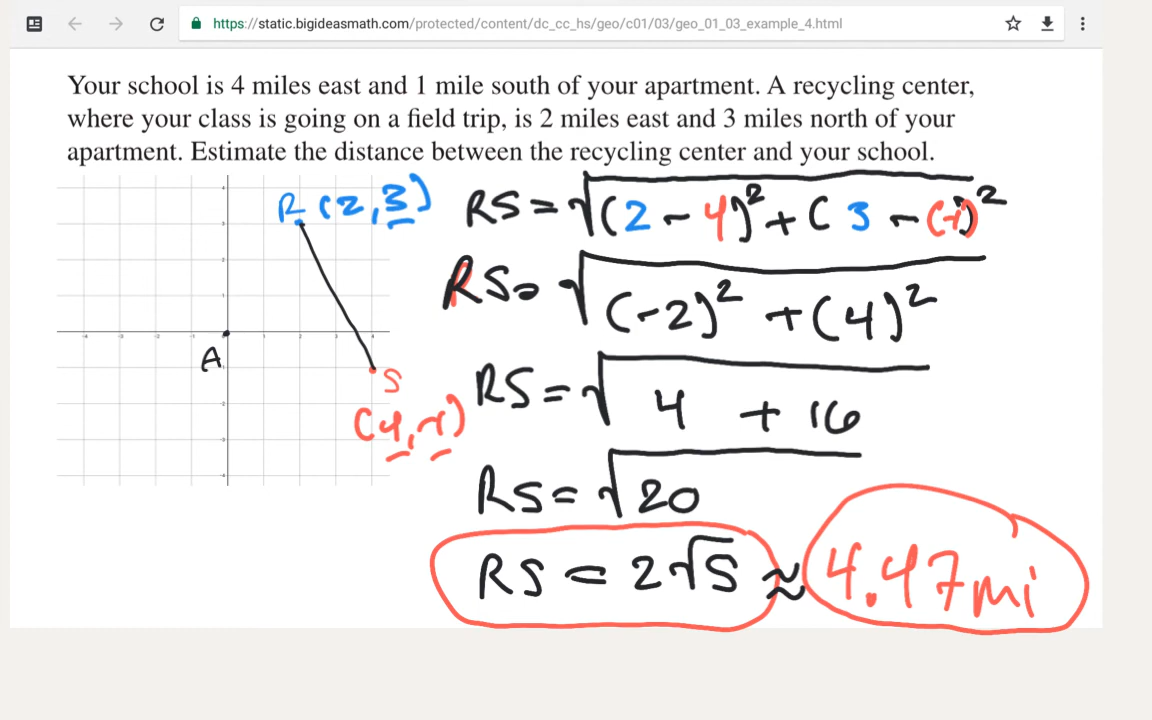 https://static.bigideasmath.com/protected/content/dc_cc_hs/geo/c01/03/geo_01_03_example_4.html
Your school is 4 miles east and 1 mile south of your apartment. A recycling center,
where your class is going on a field trip, is 2 miles east and 3 miles north of your
apartment. Estimate the distance between the recycling center and your school.
R (2,3)
A
S
(4,-1)
RS=√(2-4)²+(3-(-1)²
RS=√(-2)²+(4)²
RS=√4 + 16
RS=√20
RS=2√5 ≈ 4.47mi